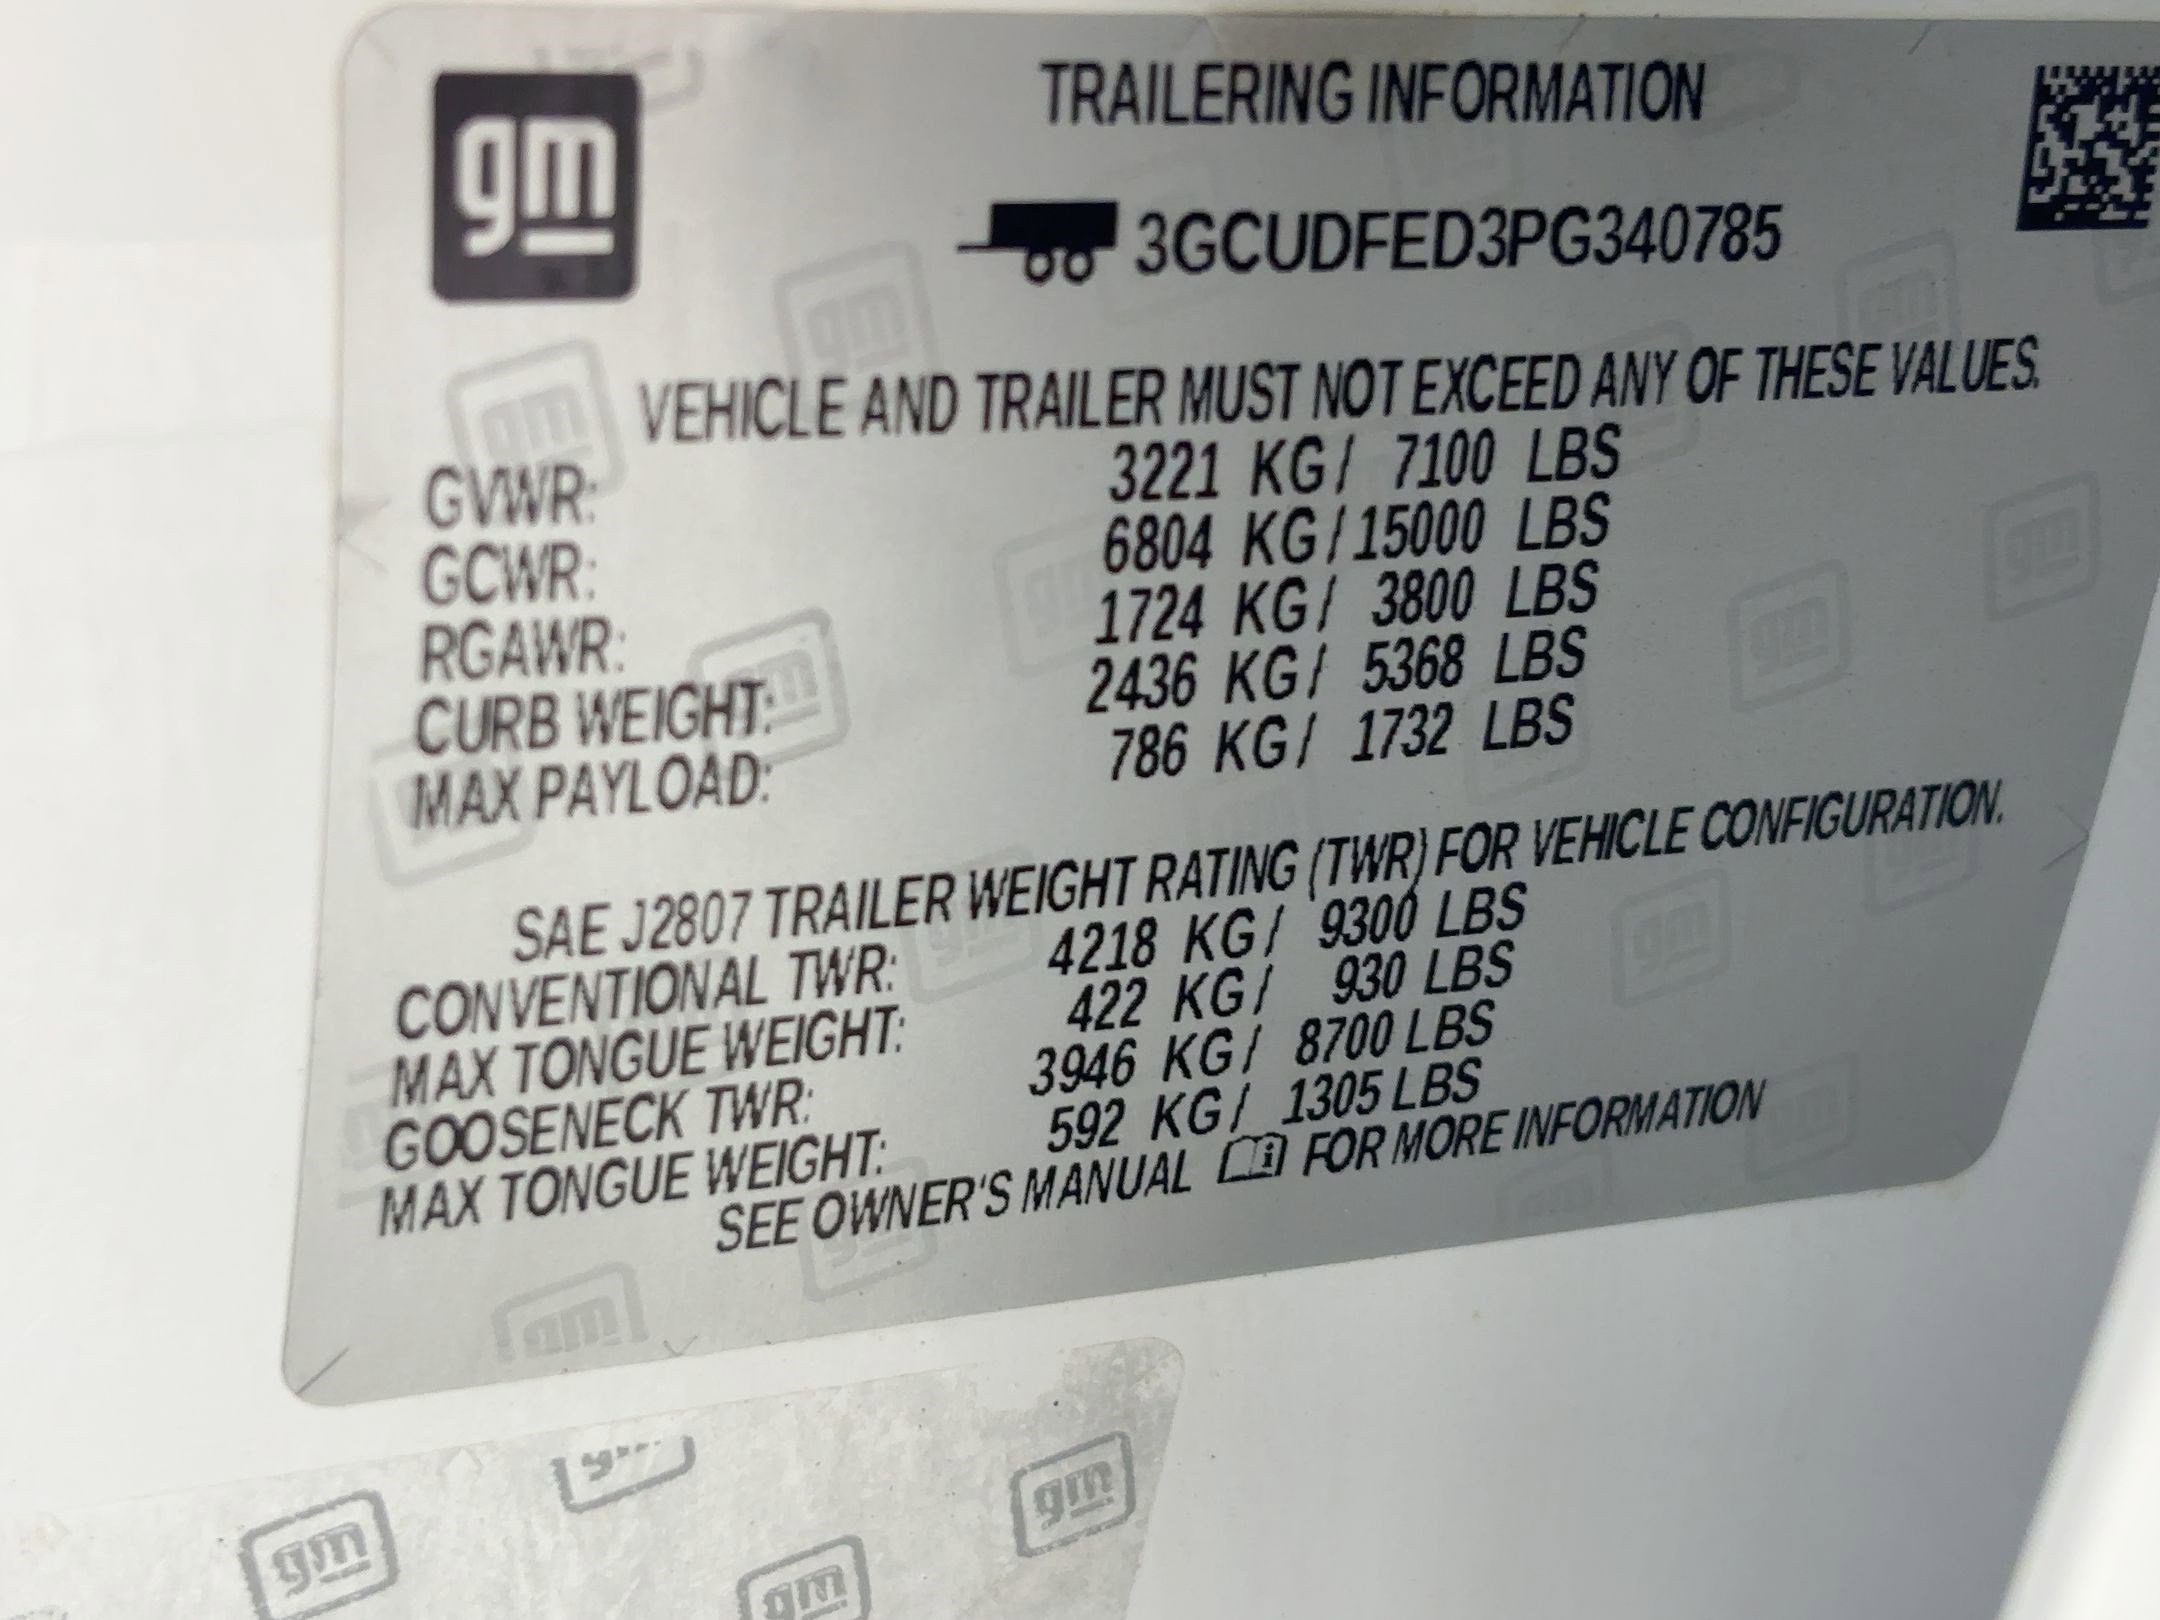 gm
TRAILERING INFORMATION
3GCUDFED3PG340785
VEHICLE AND TRAILER MUST NOT EXCEED ANY OF THESE VALUES.
GVWR: 3221 KG/ 7100 LBS
GCWR: 6804 KG/15000 LBS
RGAWR: 1724 KG/ 3800 LBS
CURB WEIGHT: 2436 KG/ 5368 LBS
MAX PAYLOAD: 786 KG/ 1732 LBS
SAE J2807 TRAILER WEIGHT RATING (TWR) FOR VEHICLE CONFIGURATION.
CONVENTIONAL TWR: 4218 KG/ 9300 LBS
MAX TONGUE WEIGHT: 422 KG/ 930 LBS
GOOSENECK TWR: 3946 KG/ 8700 LBS
MAX TONGUE WEIGHT: 592 KG/ 1305 LBS
SEE OWNER'S MANUAL FOR MORE INFORMATION
gm
gm
gm